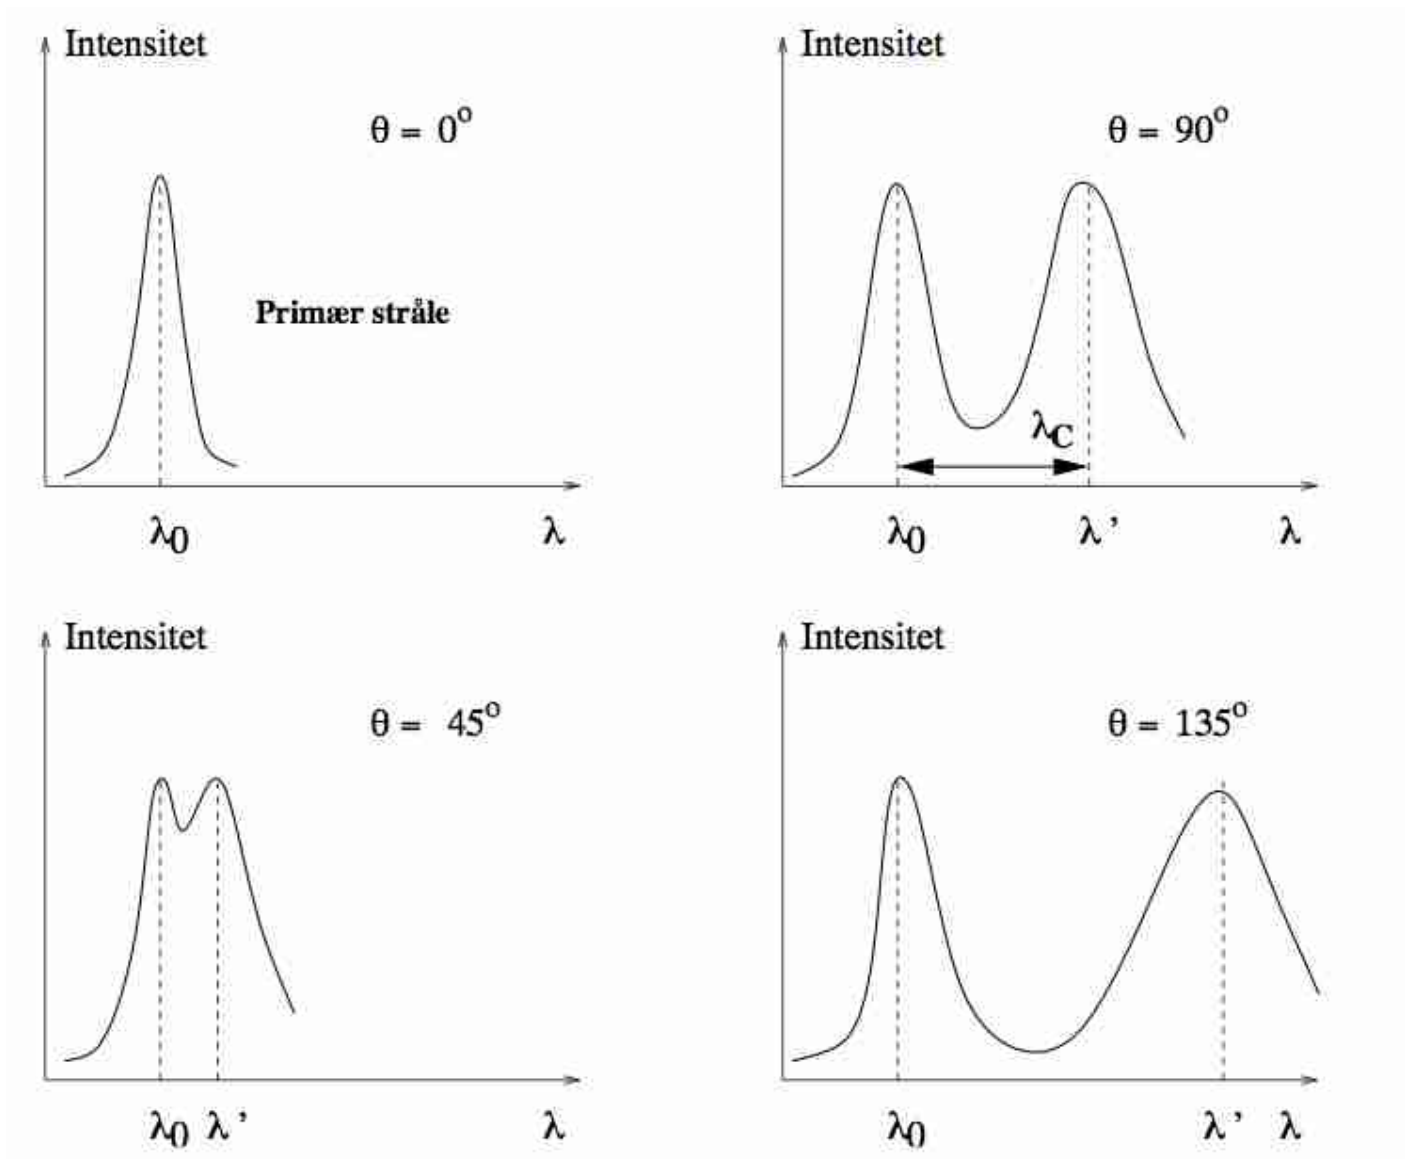 Intensitet
θ = 0°
Primær stråle
λ0 λ
Intensitet
θ = 90°
λC
λ0 λ’ λ
Intensitet
θ = 45°
λ0 λ’ λ
Intensitet
θ = 135°
λ0 λ’ λ